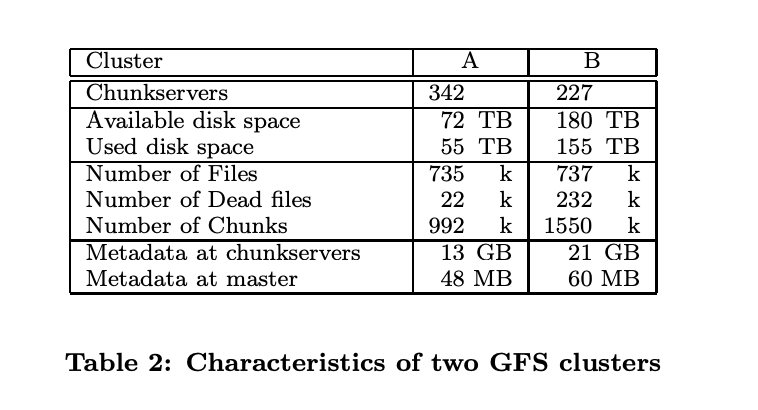 Cluster A B
Chunkservers 342 227
Available disk space 72 TB 180 TB
Used disk space 55 TB 155 TB
Number of Files 735 k 737 k
Number of Dead files 22 k 232 k
Number of Chunks 992 k 1550 k
Metadada at chunkservers 13 GB 21 GB
Metadata at master 48 MB 60 MB
Table 2: Characteristics of two GFS clusters